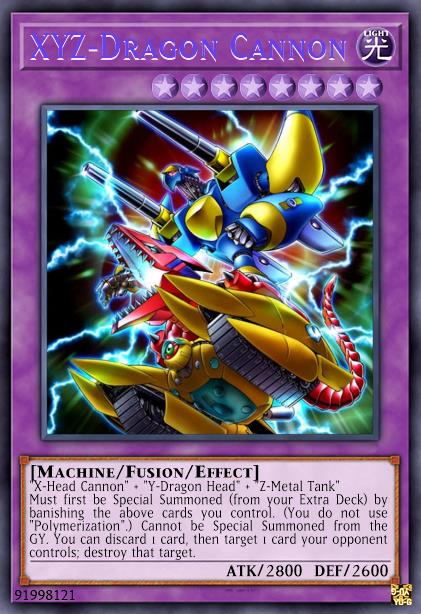 XYZ-Dragon Cannon
LIGHT
光
[Machine/Fusion/Effect]
"X-Head Cannon" + "Y-Dragon Head" + "Z-Metal Tank"
Must first be Special Summoned (from your Extra Deck) by
banishing the above cards you control. (You do not use
"Polymerization".) Cannot be Special Summoned from the
GY. You can discard 1 card, then target 1 card your opponent
controls; destroy that target.
ATK/2800 DEF/2600
91998121